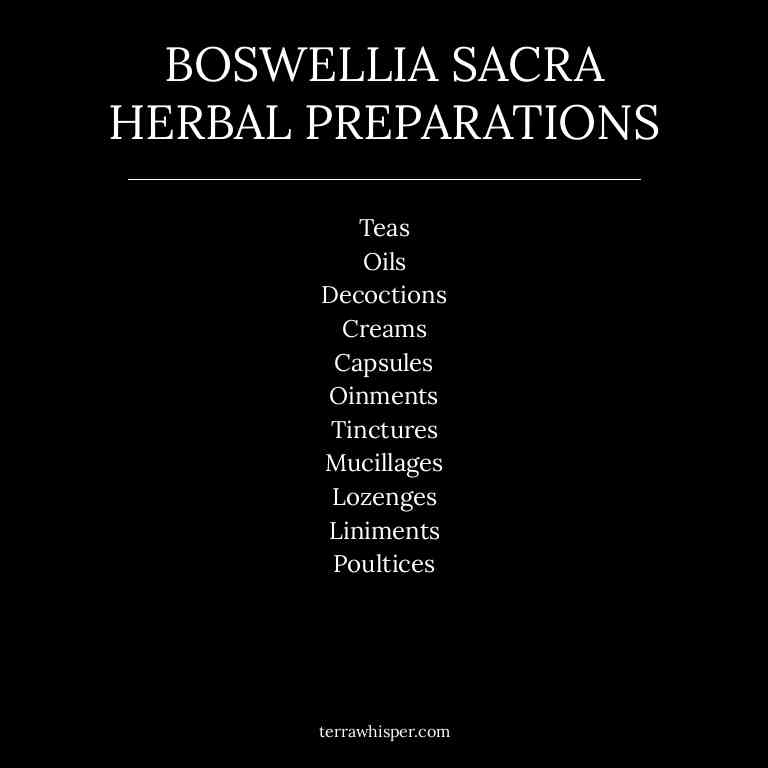 BOSWELLIA SACRA
HERBAL PREPARATIONS
Teas
Oils
Decoctions
Creams
Capsules
Oinments
Tinctures
Mucillages
Lozenges
Liniments
Poultices
terrawhisper.com